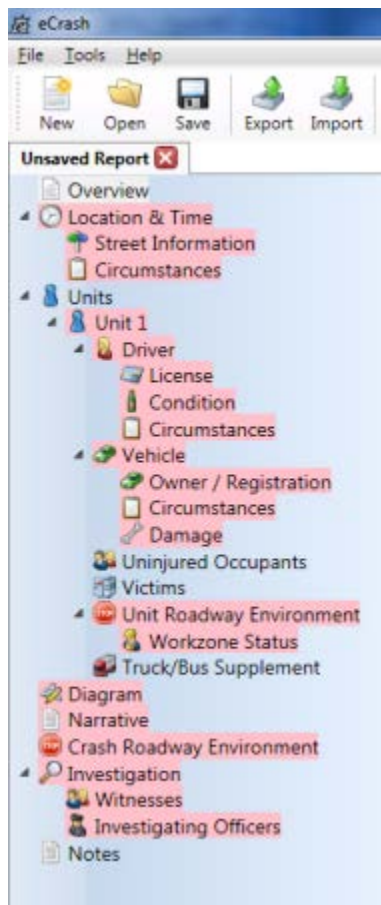 eCrash
File Tools Help
New Open Save Export Import
Unsaved Report
Overview
Location & Time
Street Information
Circumstances
Units
Unit 1
Driver
License
Condition
Circumstances
Vehicle
Owner / Registration
Circumstances
Damage
Uninjured Occupants
Victims
Unit Roadway Environment
Workzone Status
Truck/Bus Supplement
Diagram
Narrative
Crash Roadway Environment
Investigation
Witnesses
Investigating Officers
Notes